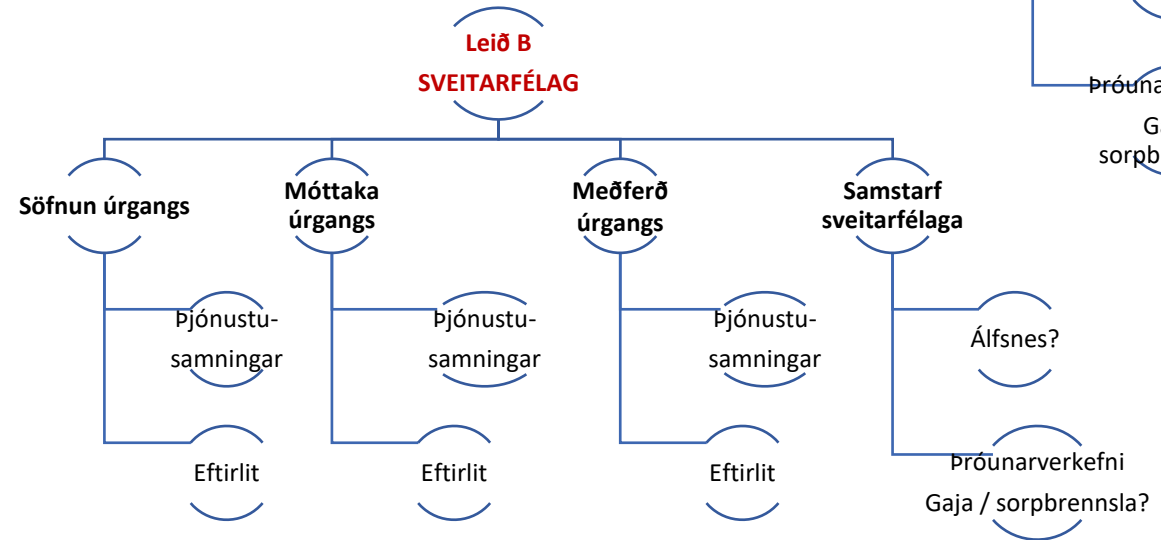 Leið B
SVEITARFÉLAG
Söfnun úrgangs
Móttaka
úrgangs
Meðferð
úrgangs
Samstarf
sveitarfélaga
Þjónustu-
samningar
Þjónustu-
samningar
Þjónustu-
samningar
Álfsnes?
Eftirlit
Eftirlit
Eftirlit
Þróunarverkefni
Gaja / sorpbrennsla?